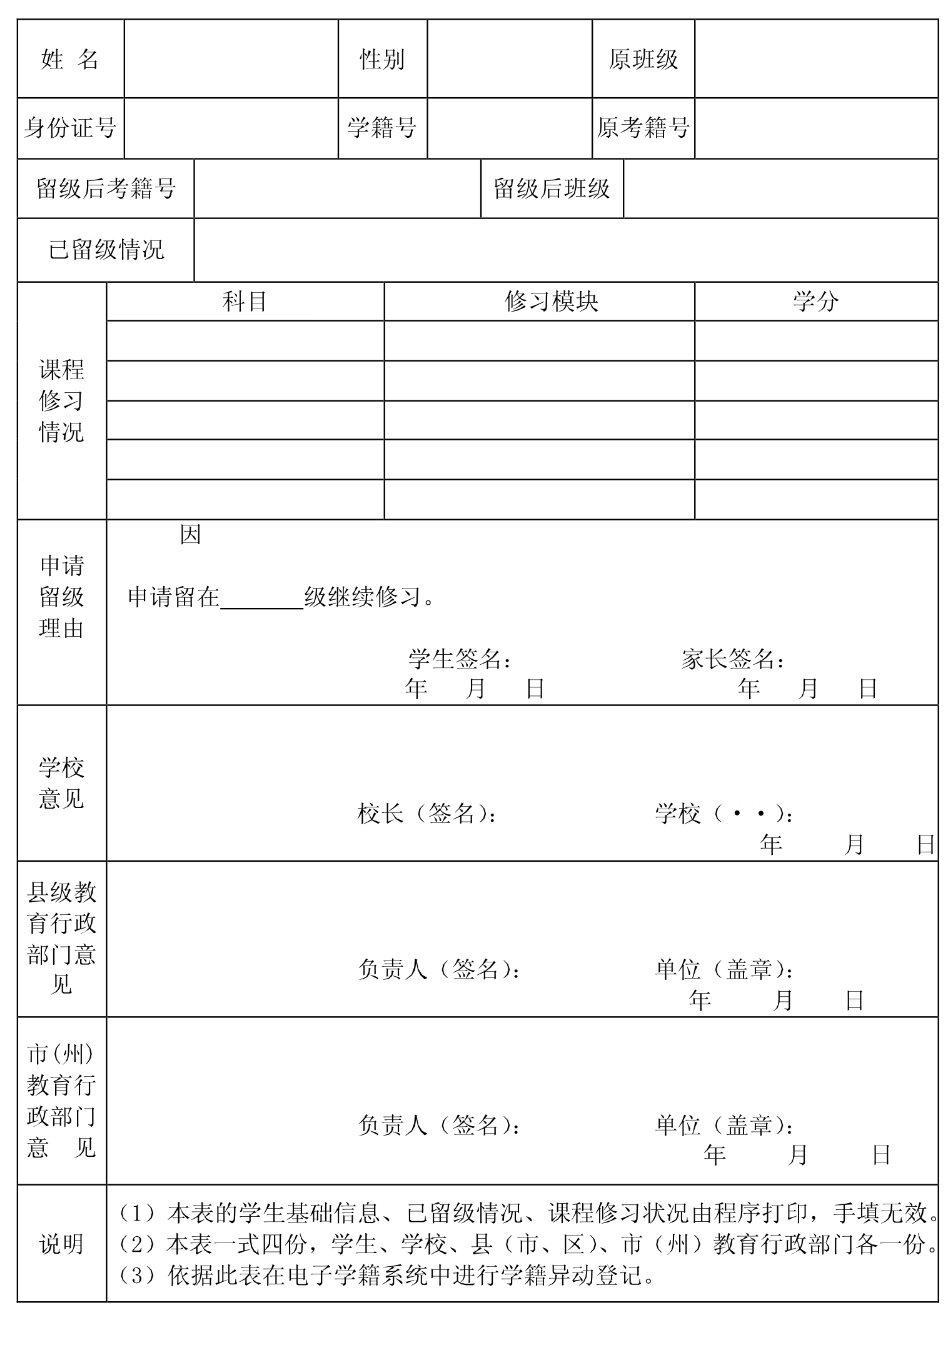 姓 名 性别 原班级
身份证号 学籍号 原考籍号
留级后考籍号 留级后班级
已留级情况
科目 修习模块 学分
课程
修习
情况
因
申请
留级
理由
申请留在_______级继续修习。
学生签名: 家长签名:
年 月 日 年 月 日
学校
意见
校长（签名）: 学校（··）:
年 月 日
县级教
育行政
部门意
见
负责人（签名）: 单位（盖章）:
年 月 日
市(州)
教育行
政部门
意 见
负责人（签名）: 单位（盖章）:
年 月 日
说明
（1）本表的学生基础信息、已留级情况、课程修习状况由程序打印，手填无效。
（2）本表一式四份，学生、学校、县（市、区）、市（州）教育行政部门各一份。
（3）依据此表在电子学籍系统中进行学籍异动登记。